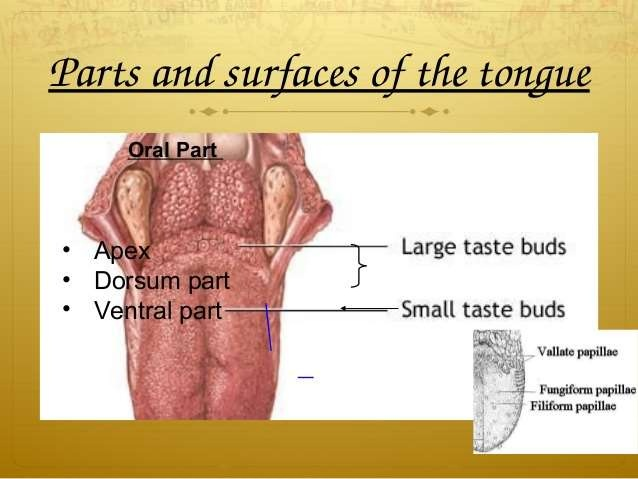 Parts and surfaces of the tongue
Oral Part
• Apex
• Dorsum part
• Ventral part
Large taste buds
Small taste buds
Vallate papillae
Fungiform papillae
Filiform papillae